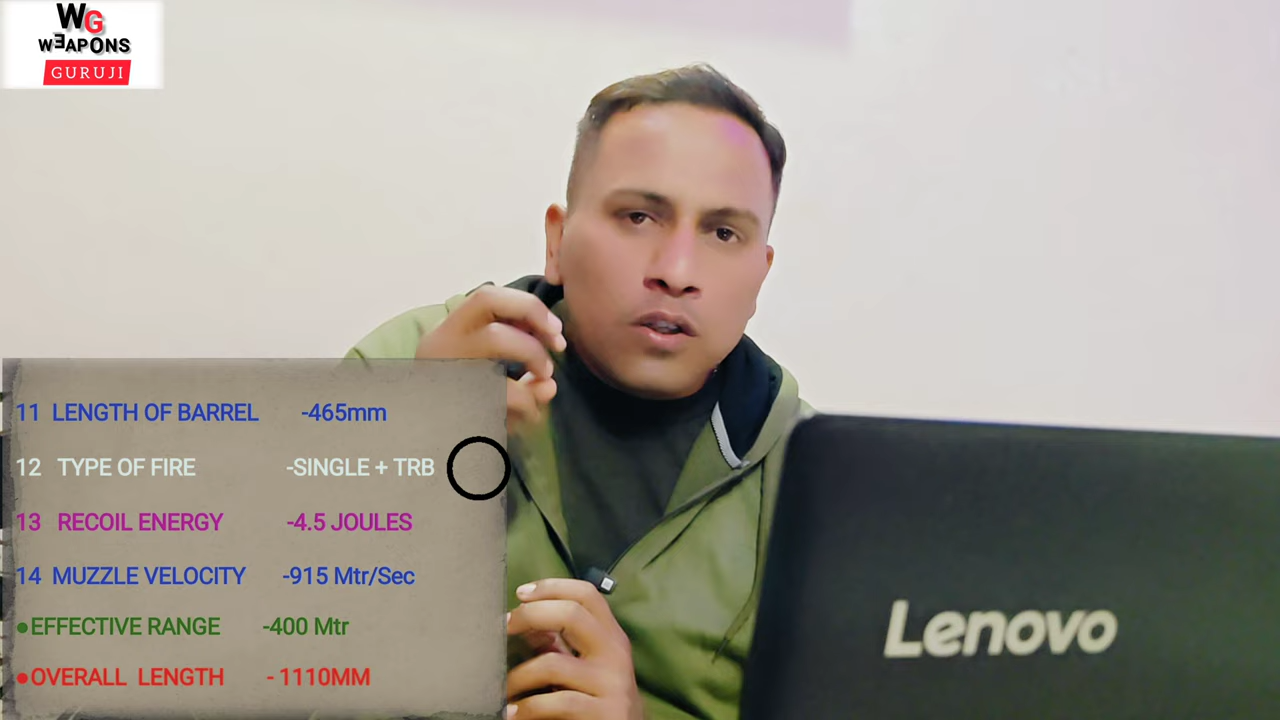 WG
WEAPONS
GURUJI
11 LENGTH OF BARREL -465mm
12 TYPE OF FIRE -SINGLE + TRB
13 RECOIL ENERGY -4.5 JOULES
14 MUZZLE VELOCITY -915 Mtr/Sec
●EFFECTIVE RANGE -400 Mtr
●OVERALL LENGTH - 1110MM
Lenovo